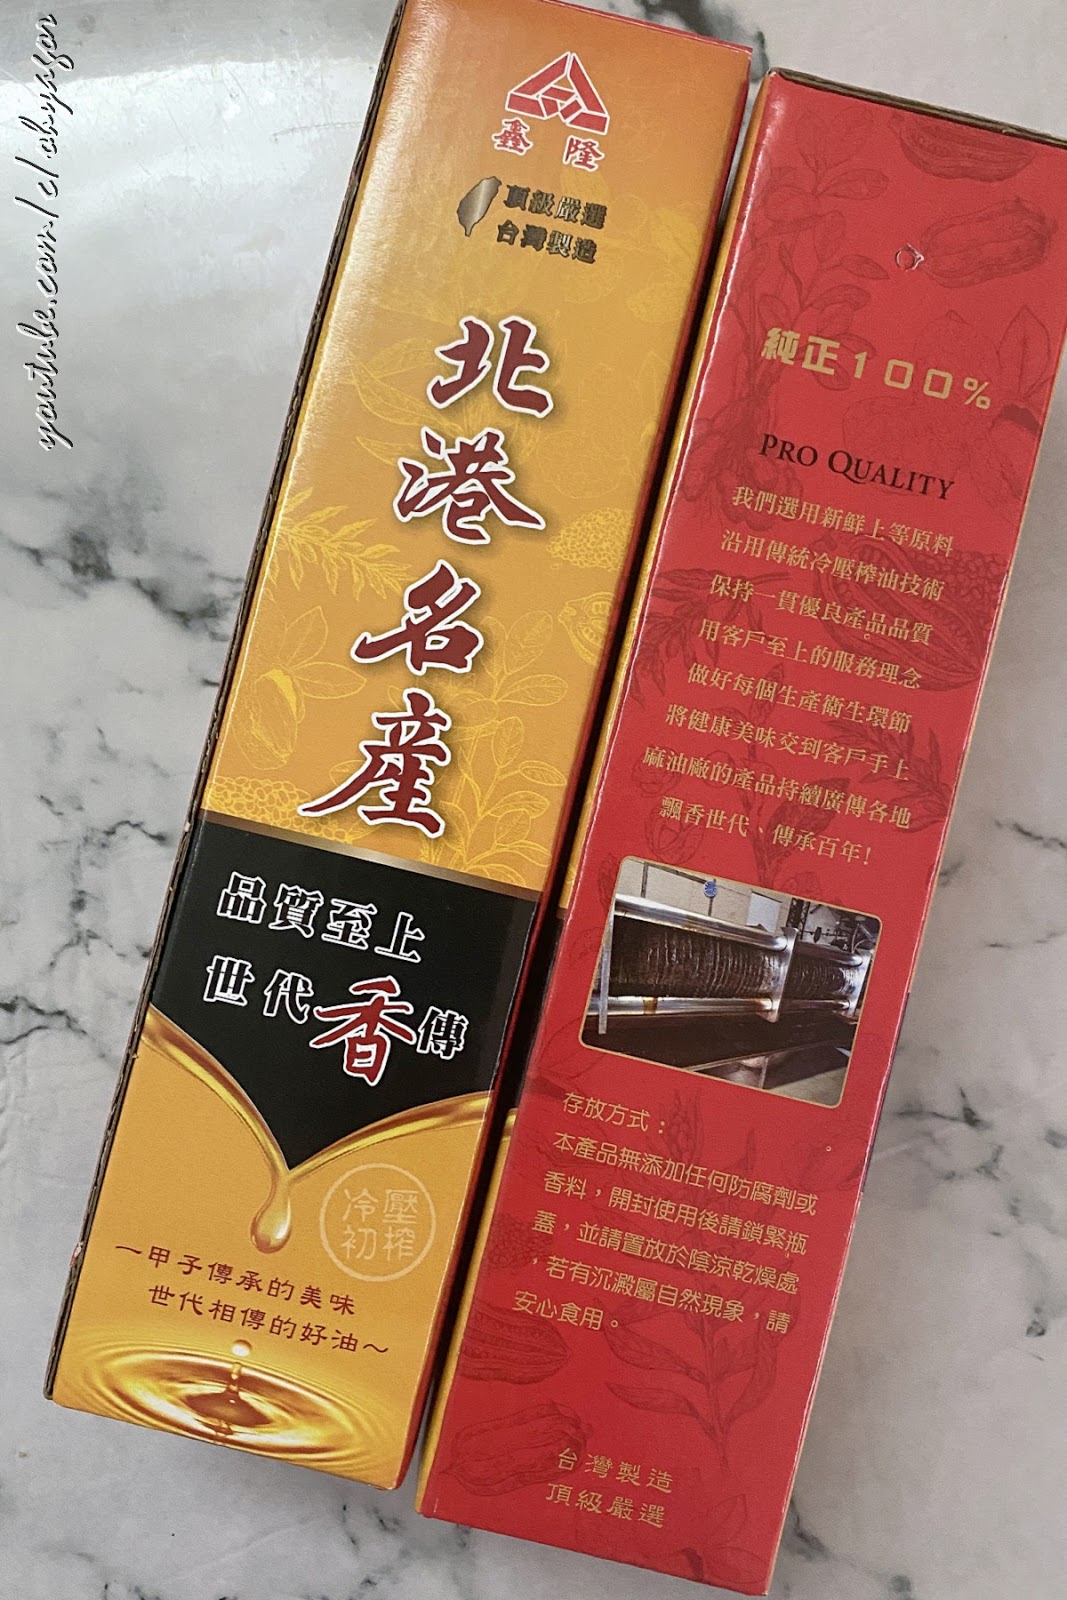 youtube.com/c/ohyagor
鑫隆
頂級嚴選
台灣製造
北港名產
品質至上
世代香傳
冷壓
初榨
～甲子傳承的美味
世代相傳的好油～
純正100%
PRO QUALITY
我們選用新鮮上等原料
沿用傳統冷壓榨油技術
保持一貫優良產品品質
用客戶至上的服務理念
做好每個生產衛生環節
將健康美味交到客戶手上
麻油廠的產品持續廣傳各地
飄香世代、傳承百年!
存放方式：
本產品無添加任何防腐劑或
香料，開封使用後請鎖緊瓶
蓋，並請置放於陰涼乾燥處
，若有沉澱屬自然現象，請
安心食用。
台灣製造
頂級嚴選